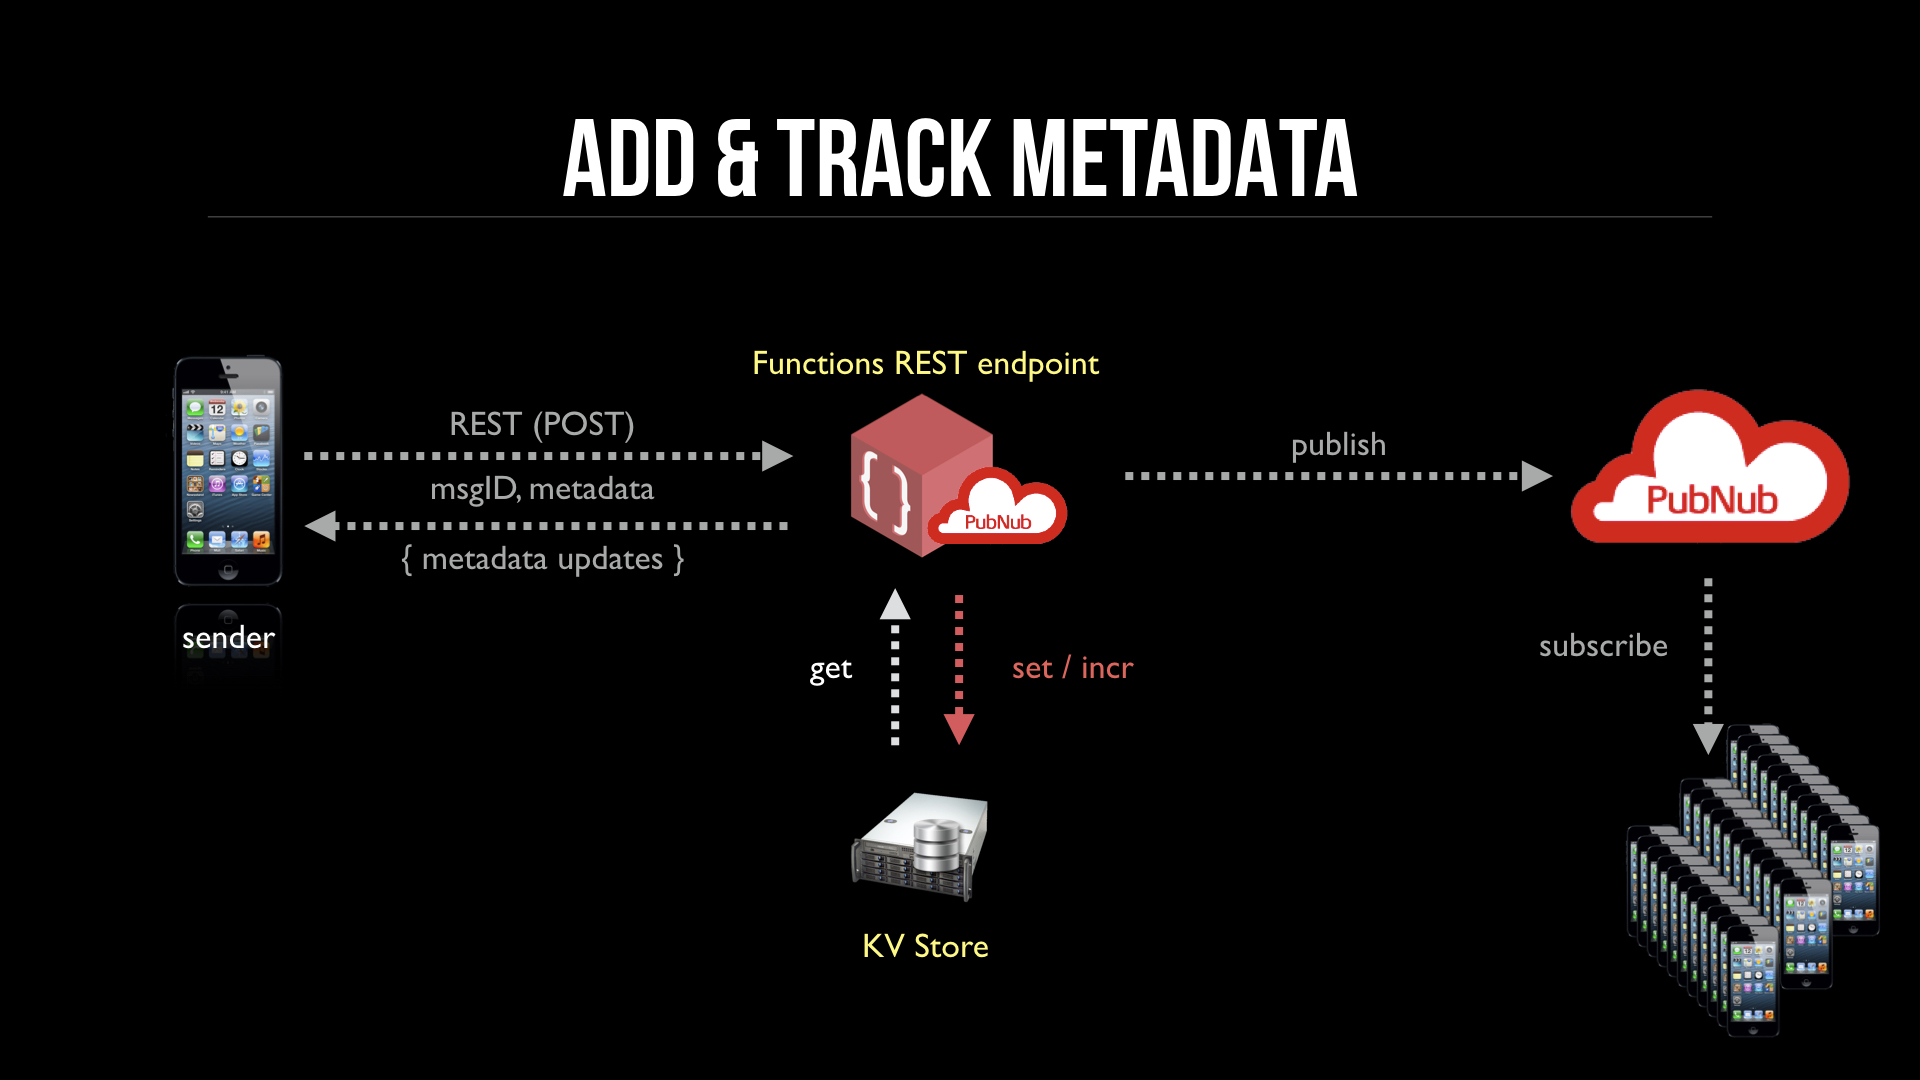 ADD & TRACK METADATA
Functions REST endpoint
REST (POST)
msgID, metadata
{ metadata updates }
sender
{ }
PubNub
publish
PubNub
get
set / incr
subscribe
KV Store
12